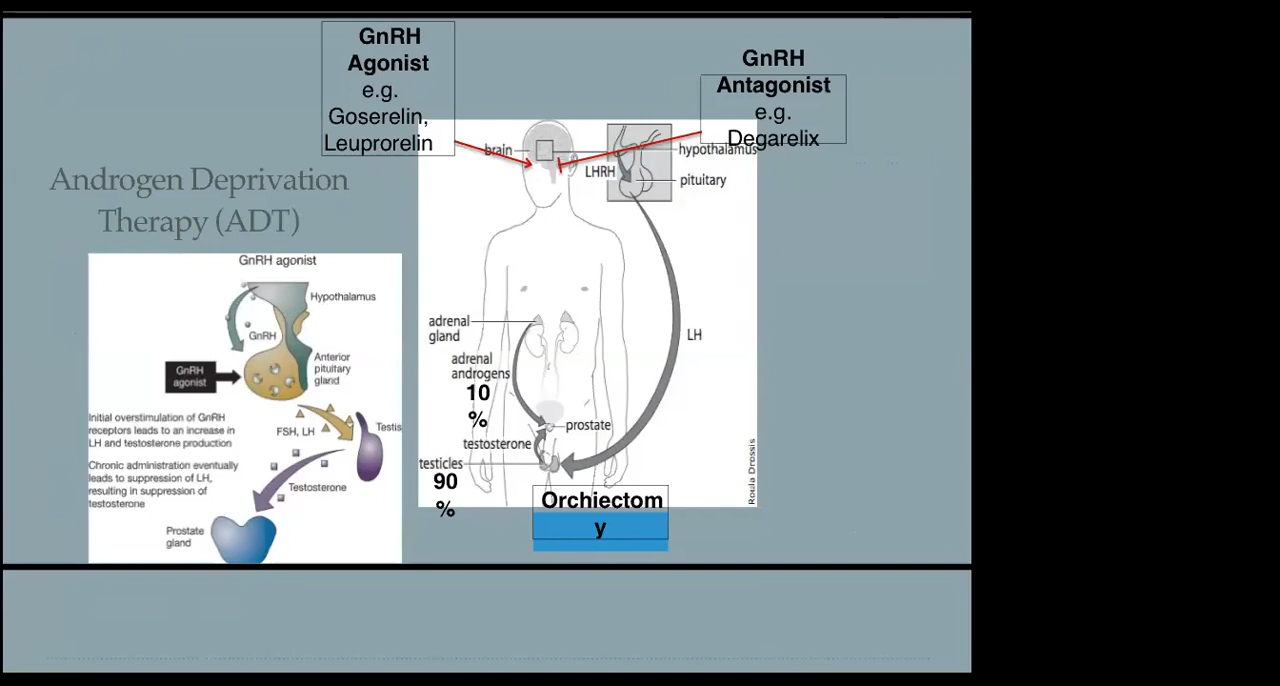 GnRH
Agonist
e.g.
Goserelin,
Leuprorelin
GnRH
Antagonist
e.g.
Degarelix
Androgen Deprivation
Therapy (ADT)
GnRH agonist
Hypothalamus
GnRH
Anterior
pituitary
gland
GnRH
agonist
Initial overstimulation of GnRH
receptors leads to an increase in
LH and testosterone production
FSH, LH
Testis
Chronic administration eventually
leads to suppression of LH,
resulting in suppression of
testosterone
Testosterone
Prostate
gland
brain
hypothalamus
LHRH
pituitary
adrenal
gland
LH
adrenal
androgens
10
%
prostate
testosterone
testicles
90
%
Roula Drossis
Orchiectom
y